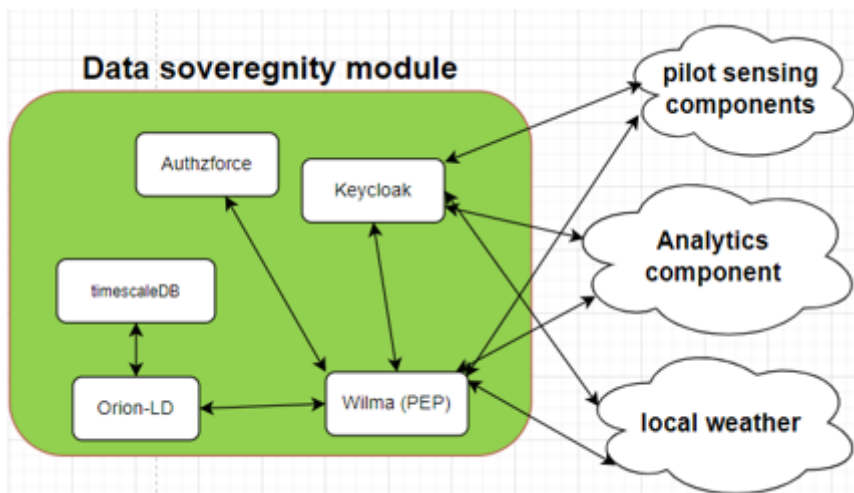 Data soveregnity module
pilot sensing
components
Authzforce
Keycloak
Analytics
component
timescaleDB
Orion-LD
Wilma (PEP)
local weather